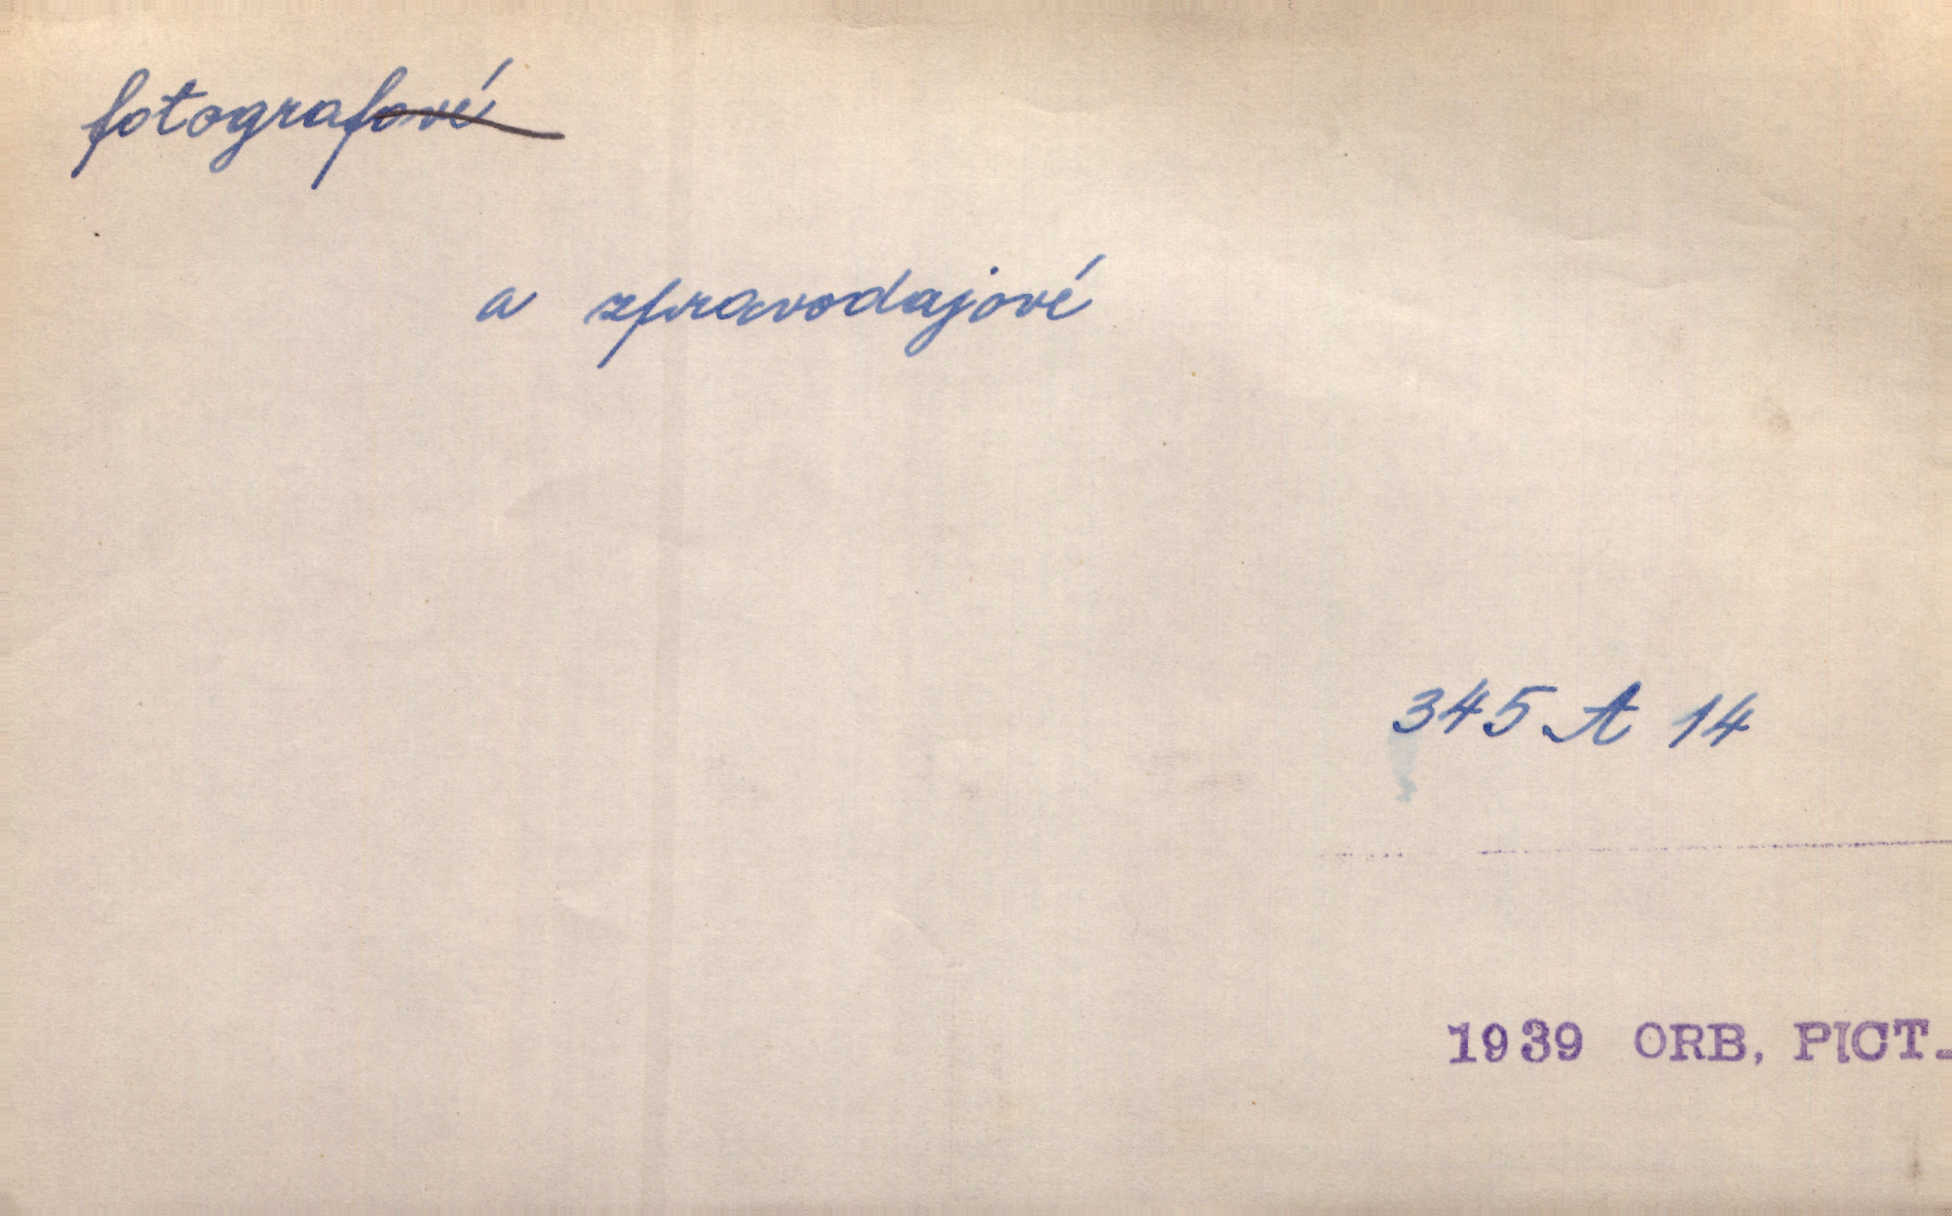 fotografové
a zpravodajové
345 A 14
1939 ORB, PICT.